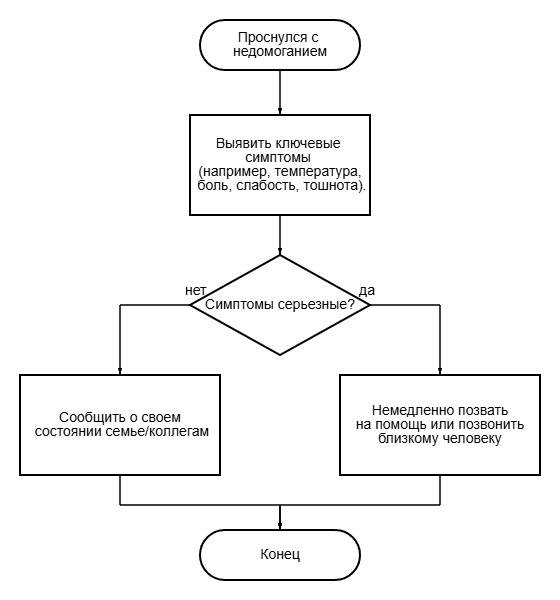 Проснулся с
недомоганием
Выявить ключевые
симптомы
(например, температура,
боль, слабость, тошнота).
нет
да
Симптомы серьезные?
Сообщить о своем
состоянии семье/коллегам
Немедленно позвать
на помощь или позвонить
близкому человеку
Конец